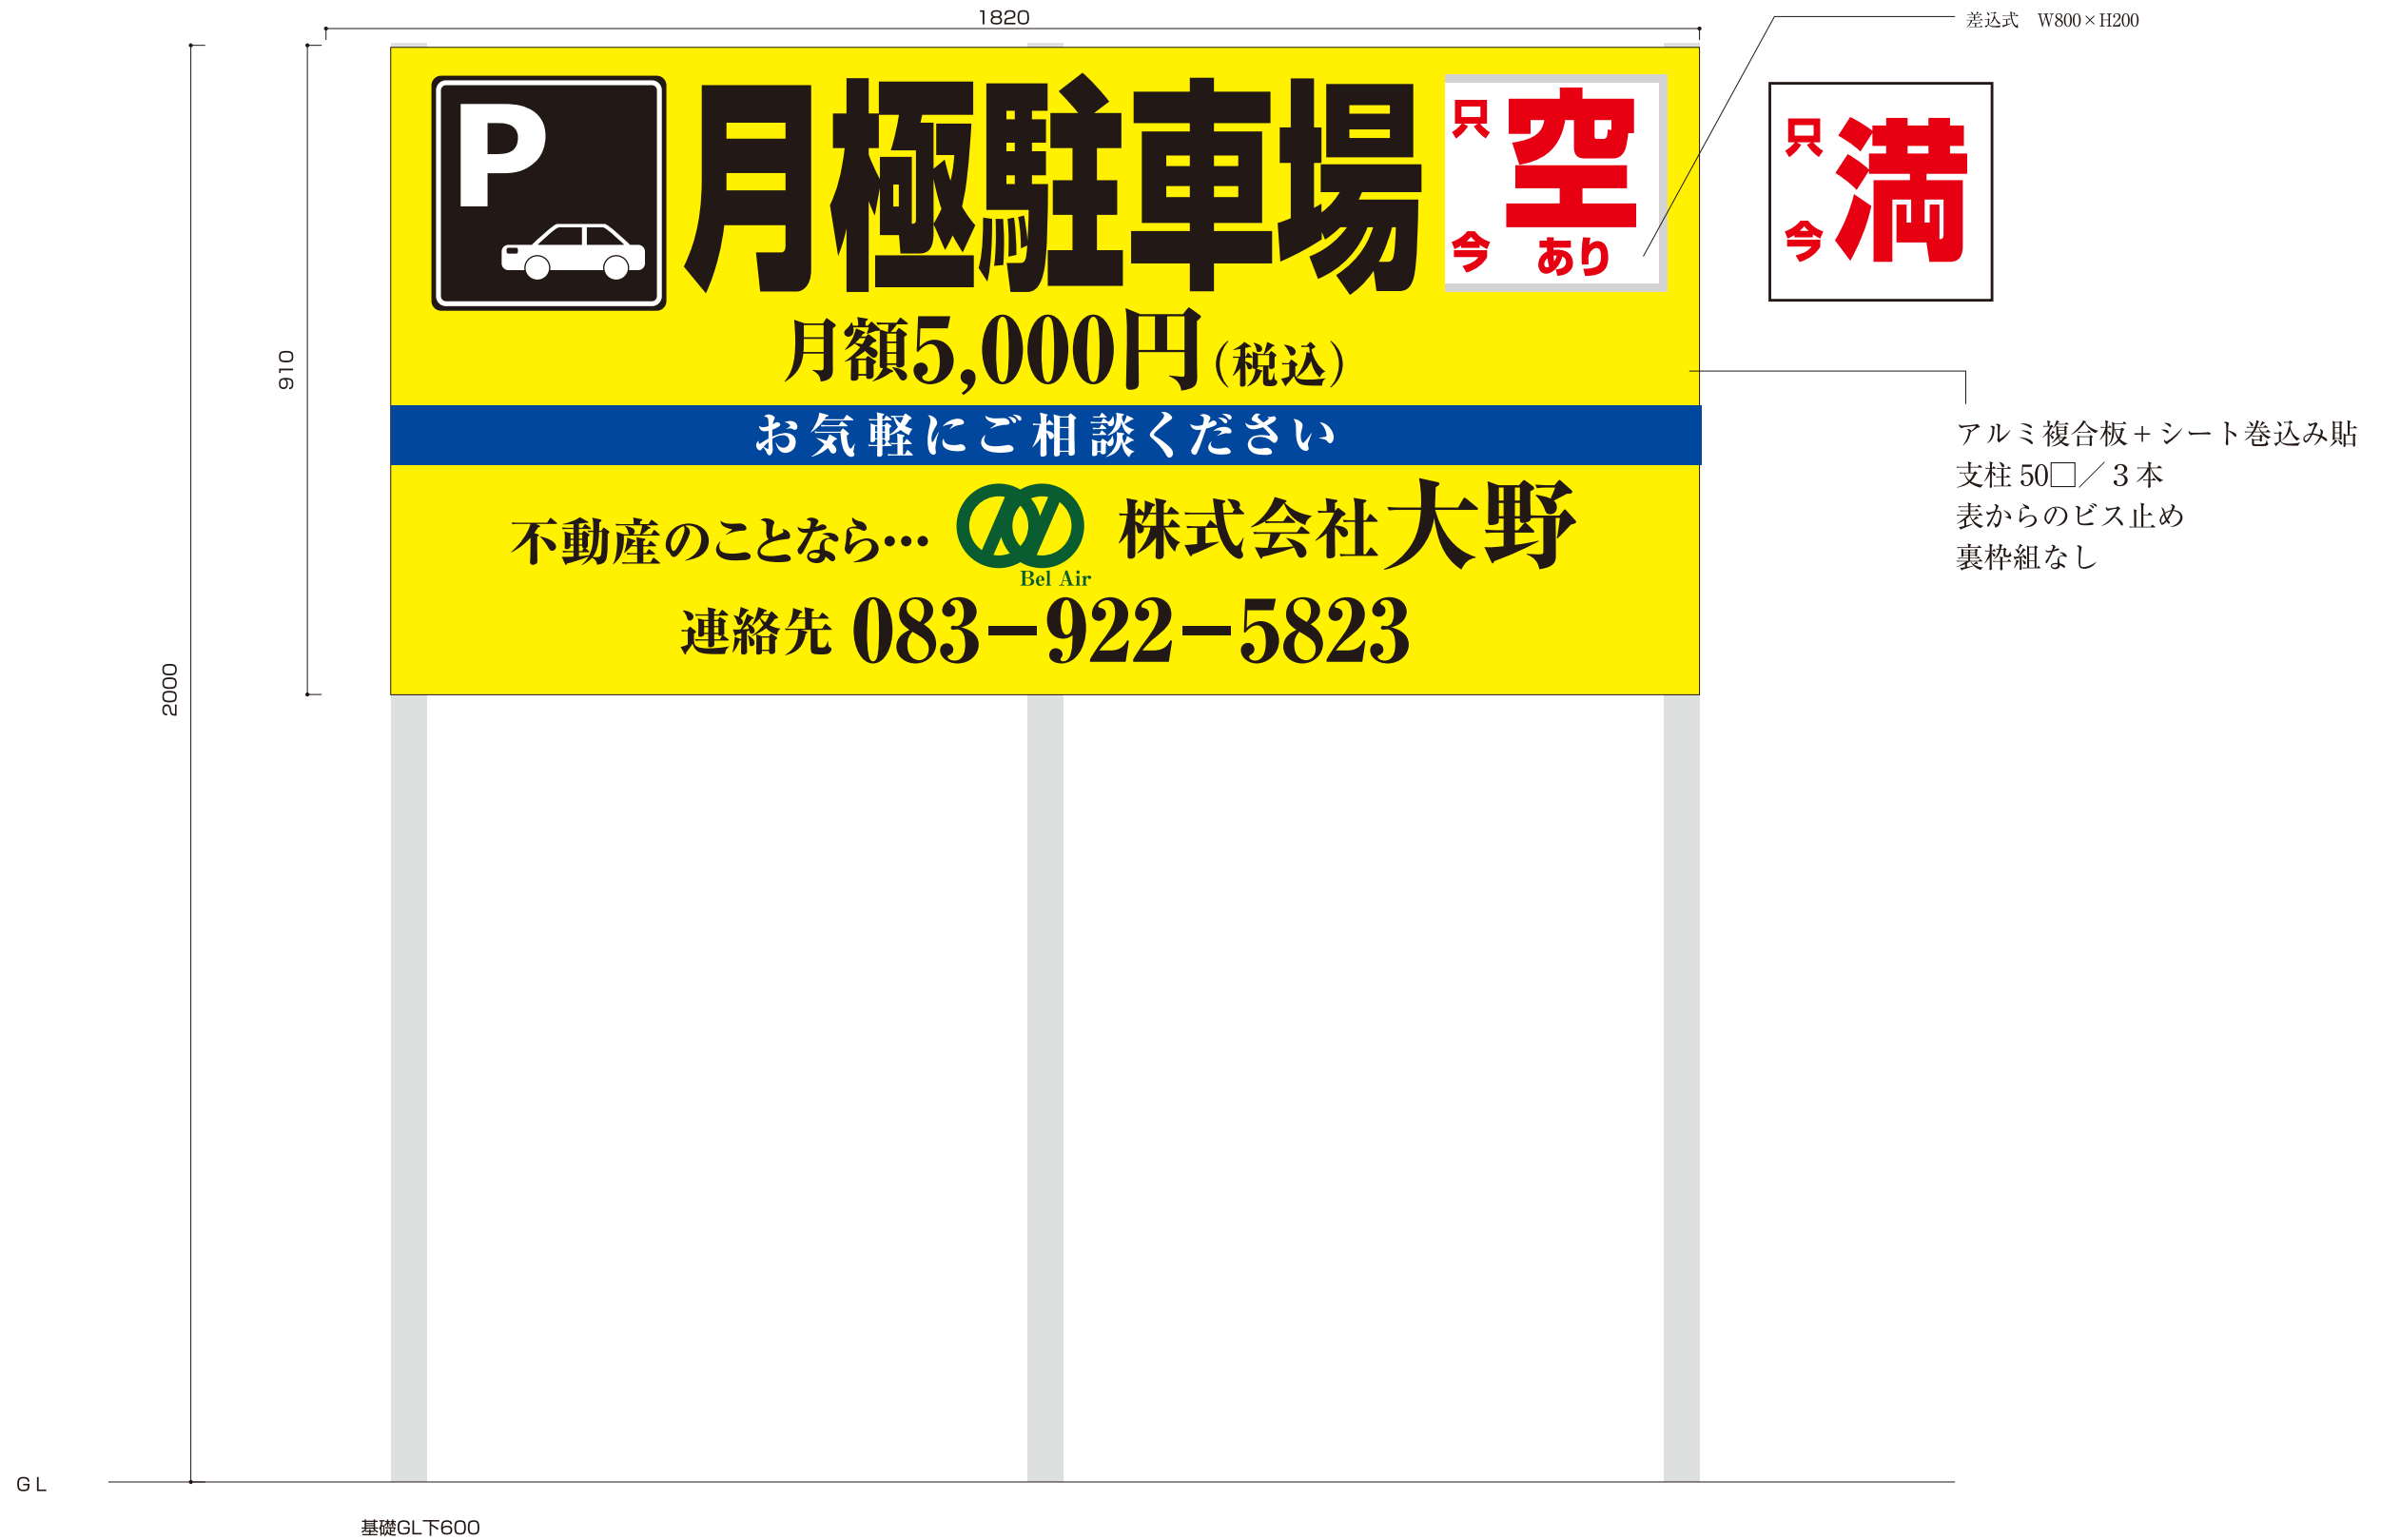 1820
差込式　W800×H200
P
月極駐車場
只今
空
あり
只今
満
910
月額5,000円(税込)
お気軽にご相談ください
アルミ複合板＋シート巻込み貼
支柱 50□／ 3 本
表からのビス止め
裏枠組なし
不動産のことなら…
Bel Air
株式会社大野
連絡先 083−922−5823
2000
GL
基礎GL下600